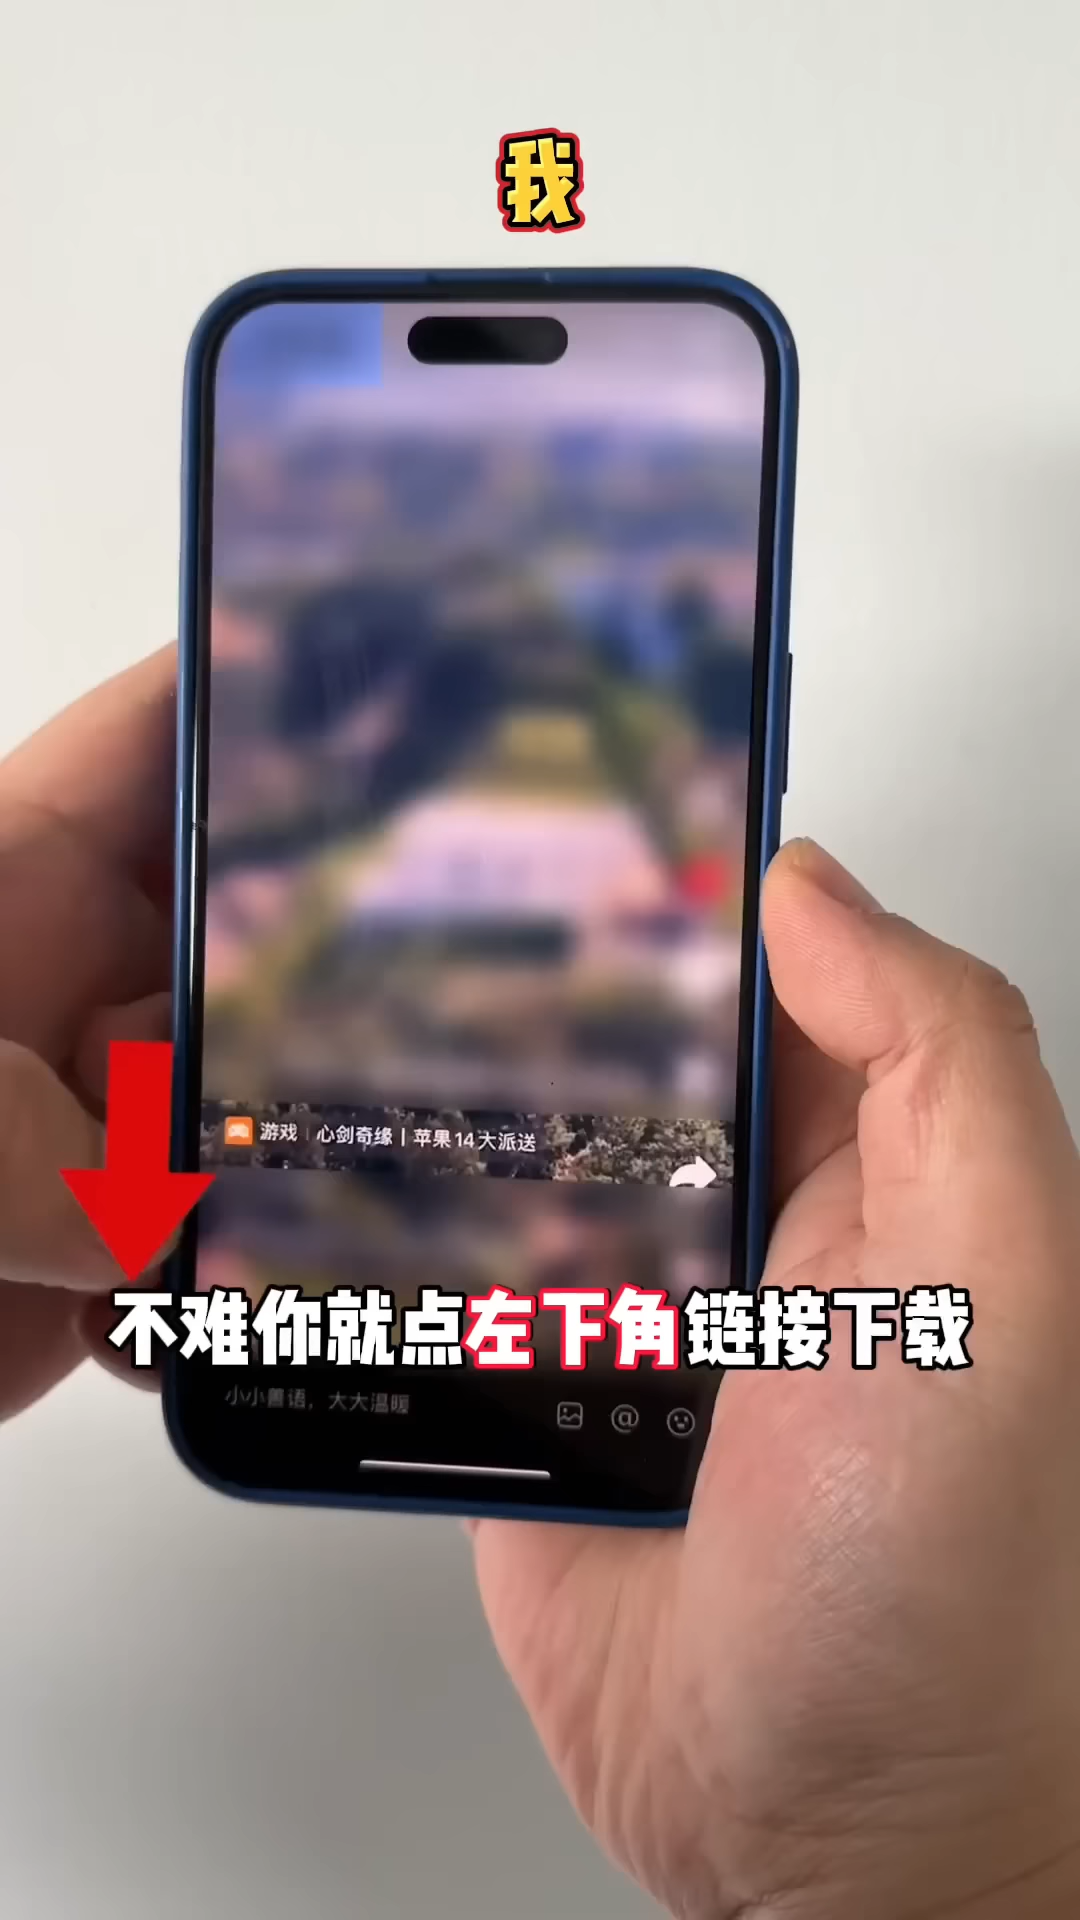 我
游戏 | 心剑奇缘 | 苹果14大派送
不难你就点左下角链接下载
小小善语，大大温暖